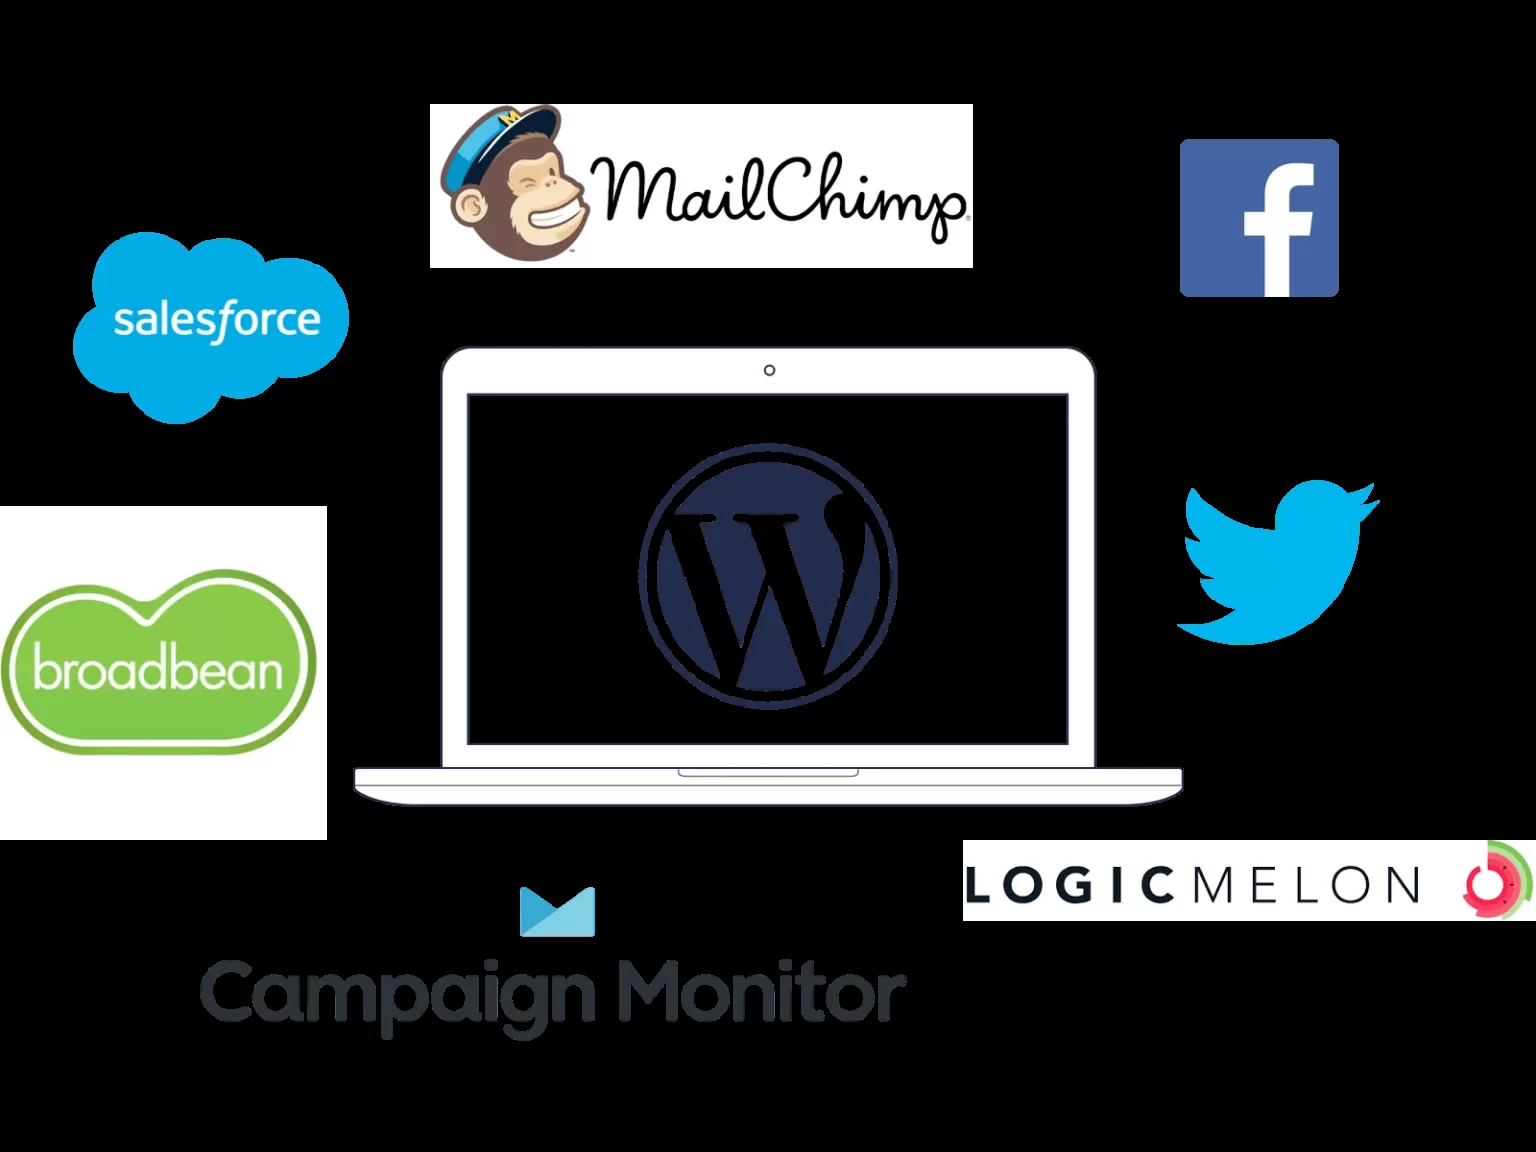 MailChimp
salesforce
broadbean
LOGICMELON
Campaign Monitor